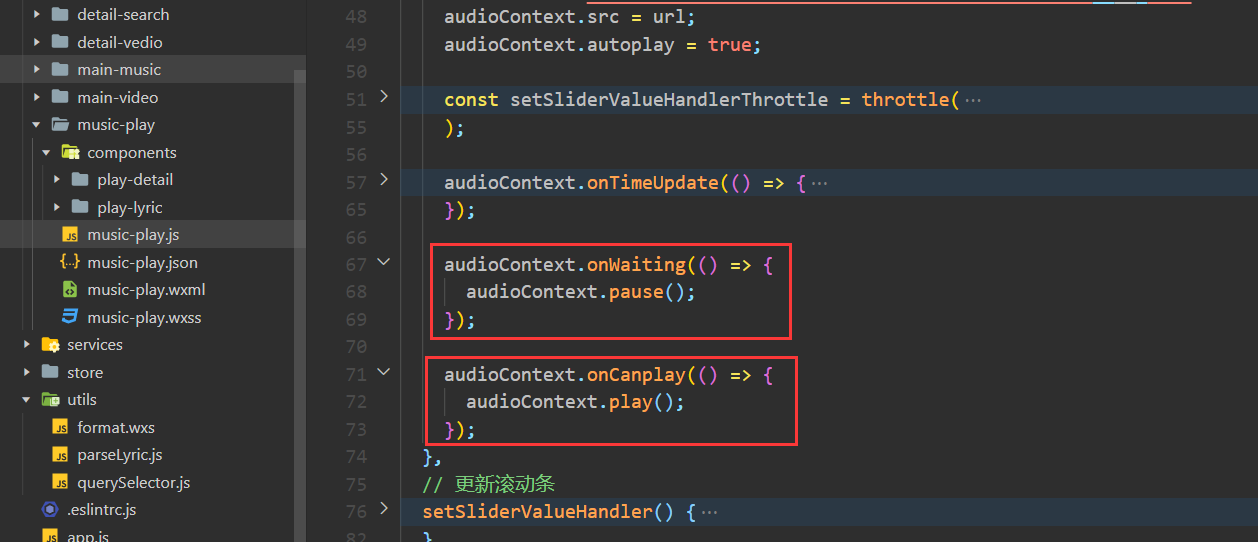 detail-search
detail-vedio
main-music
main-video
music-play
components
play-detail
play-lyric
music-play.js
music-play.json
music-play.wxml
music-play.wxss
services
store
utils
format.wxs
parseLyric.js
querySelector.js
.eslintrc.js
app.js
48 audioContext.src = url;
49 audioContext.autoplay = true;
50
51 const setSliderValueHandlerThrottle = throttle(…
55 );
56
57 audioContext.onTimeUpdate(() => {…
65 });
66
67 audioContext.onWaiting(() => {
68 audioContext.pause();
69 });
70
71 audioContext.onCanplay(() => {
72 audioContext.play();
73 });
74 },
75 // 更新滚动条
76 setSliderValueHandler() {…
82 }